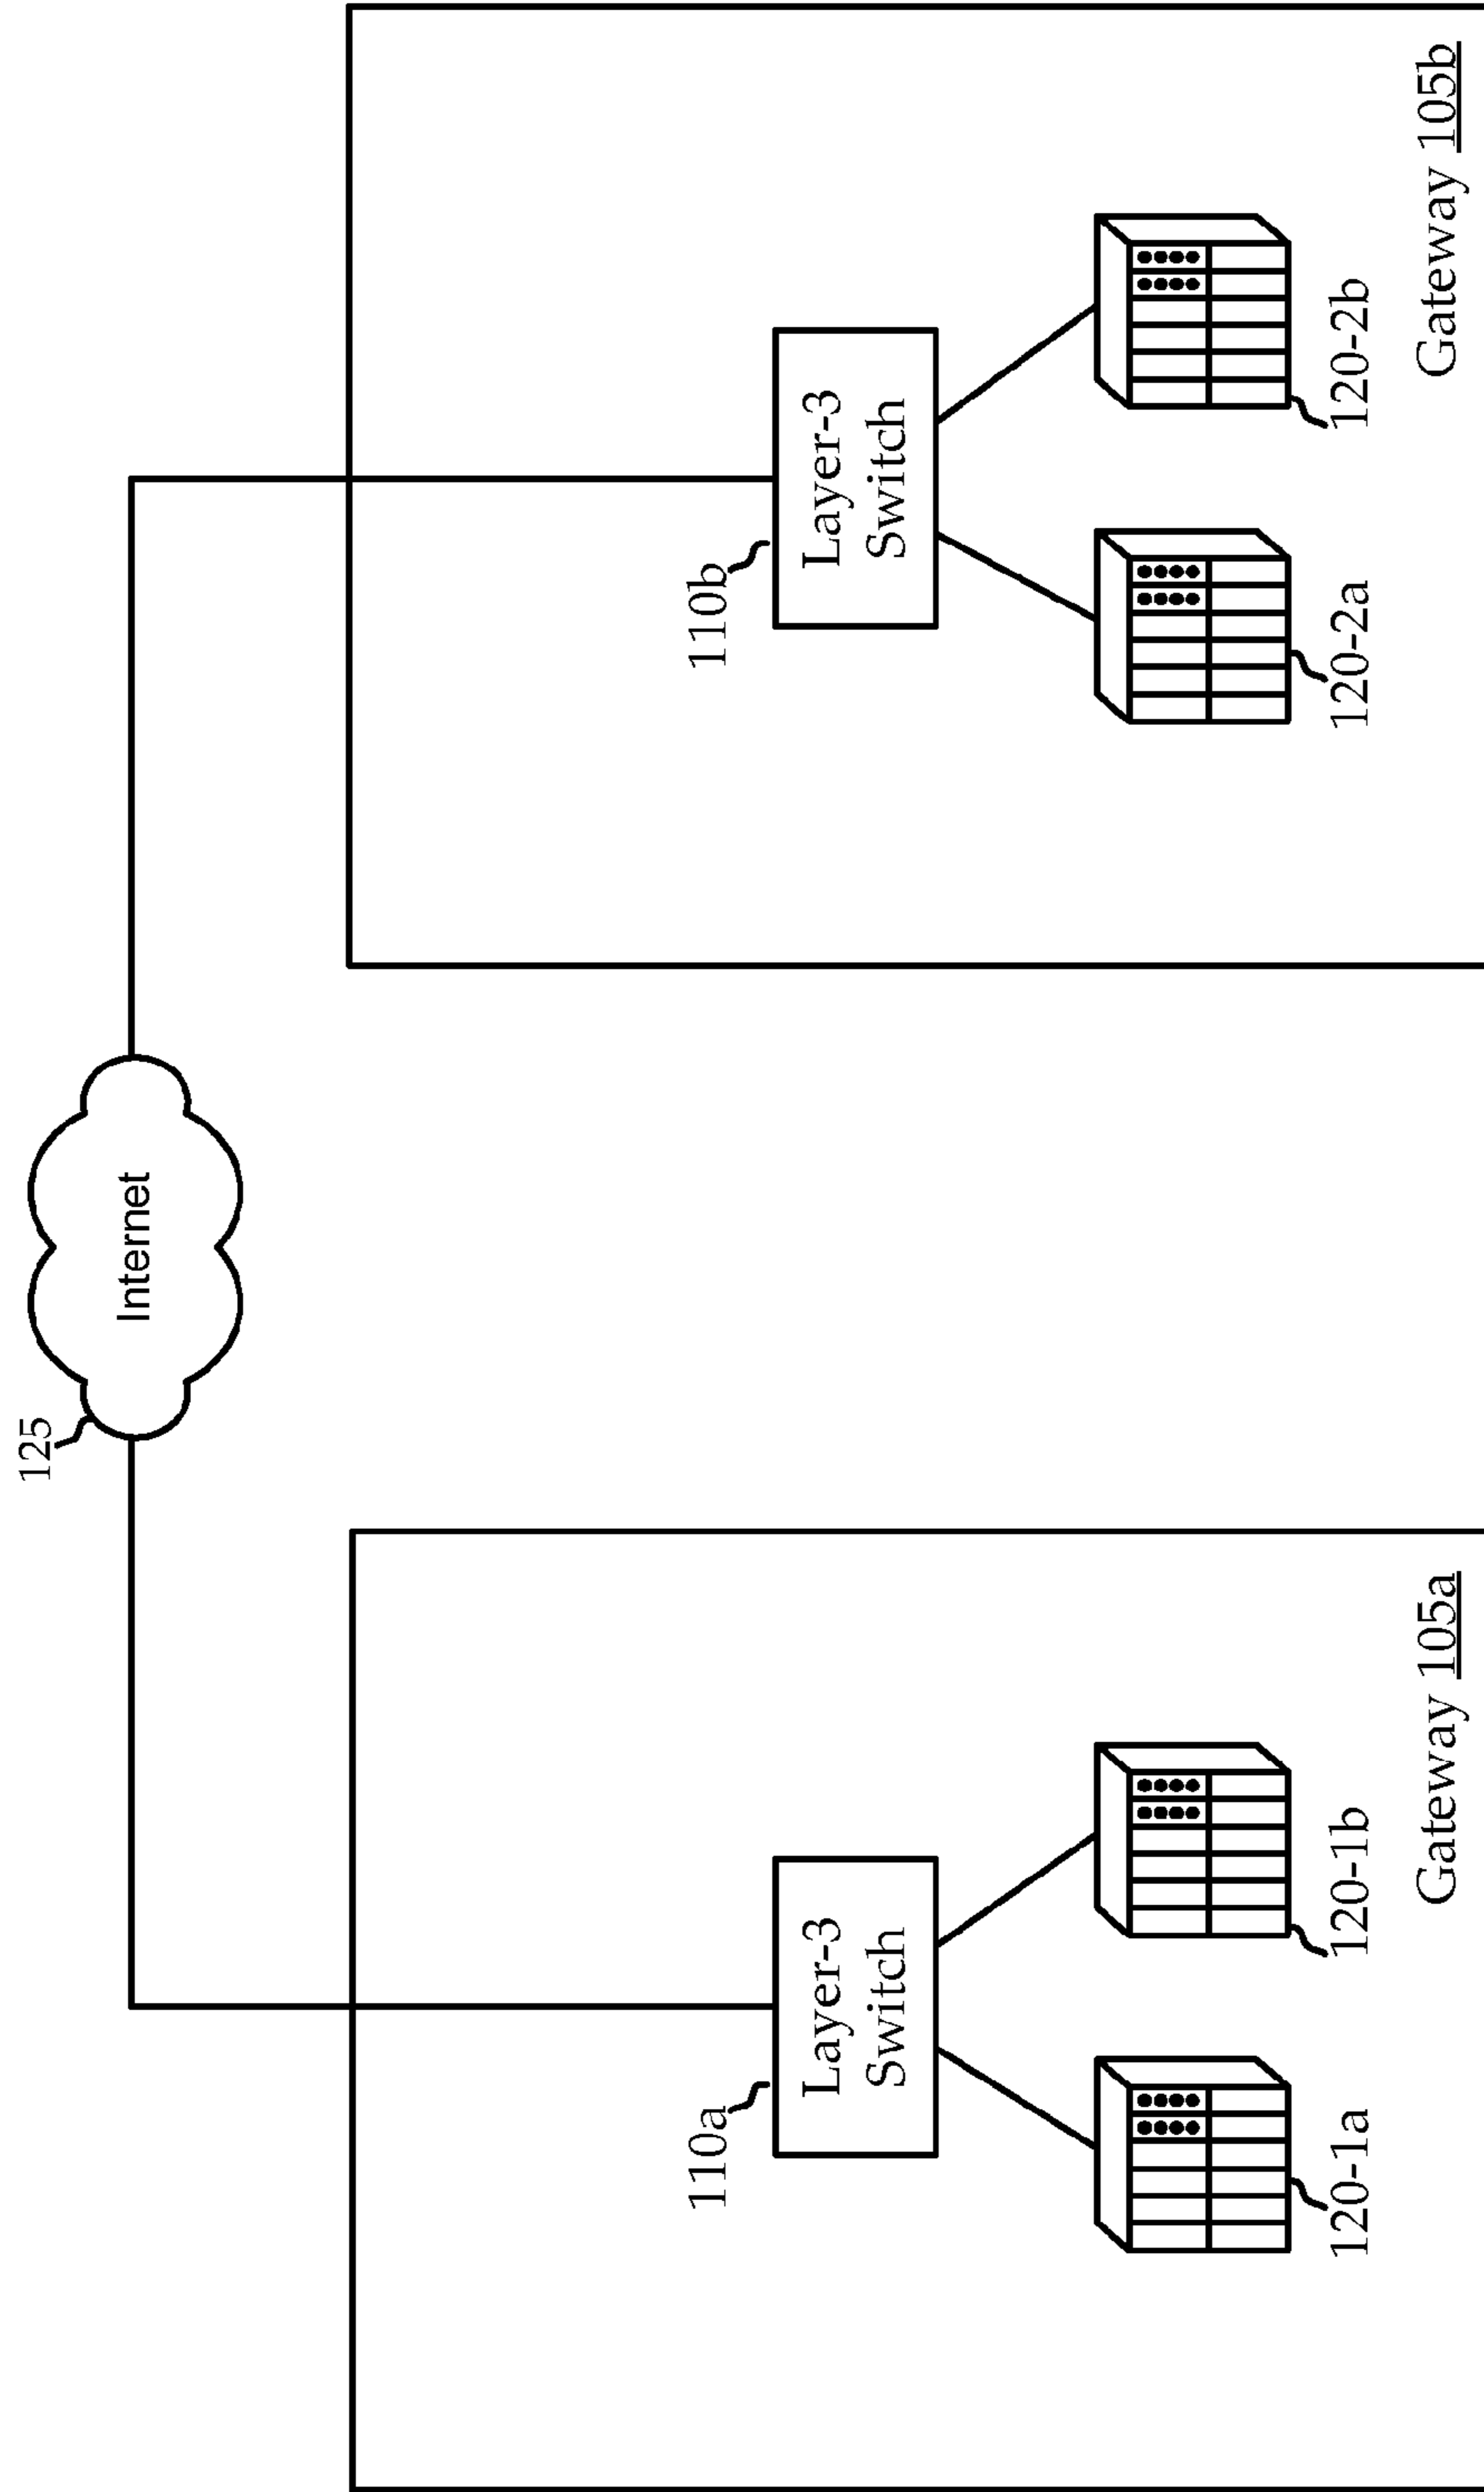 125
Internet
110a
Layer-3
Switch
120-1a
120-1b
Gateway 105a
110b
Layer-3
Switch
120-2a
120-2b
Gateway 105b